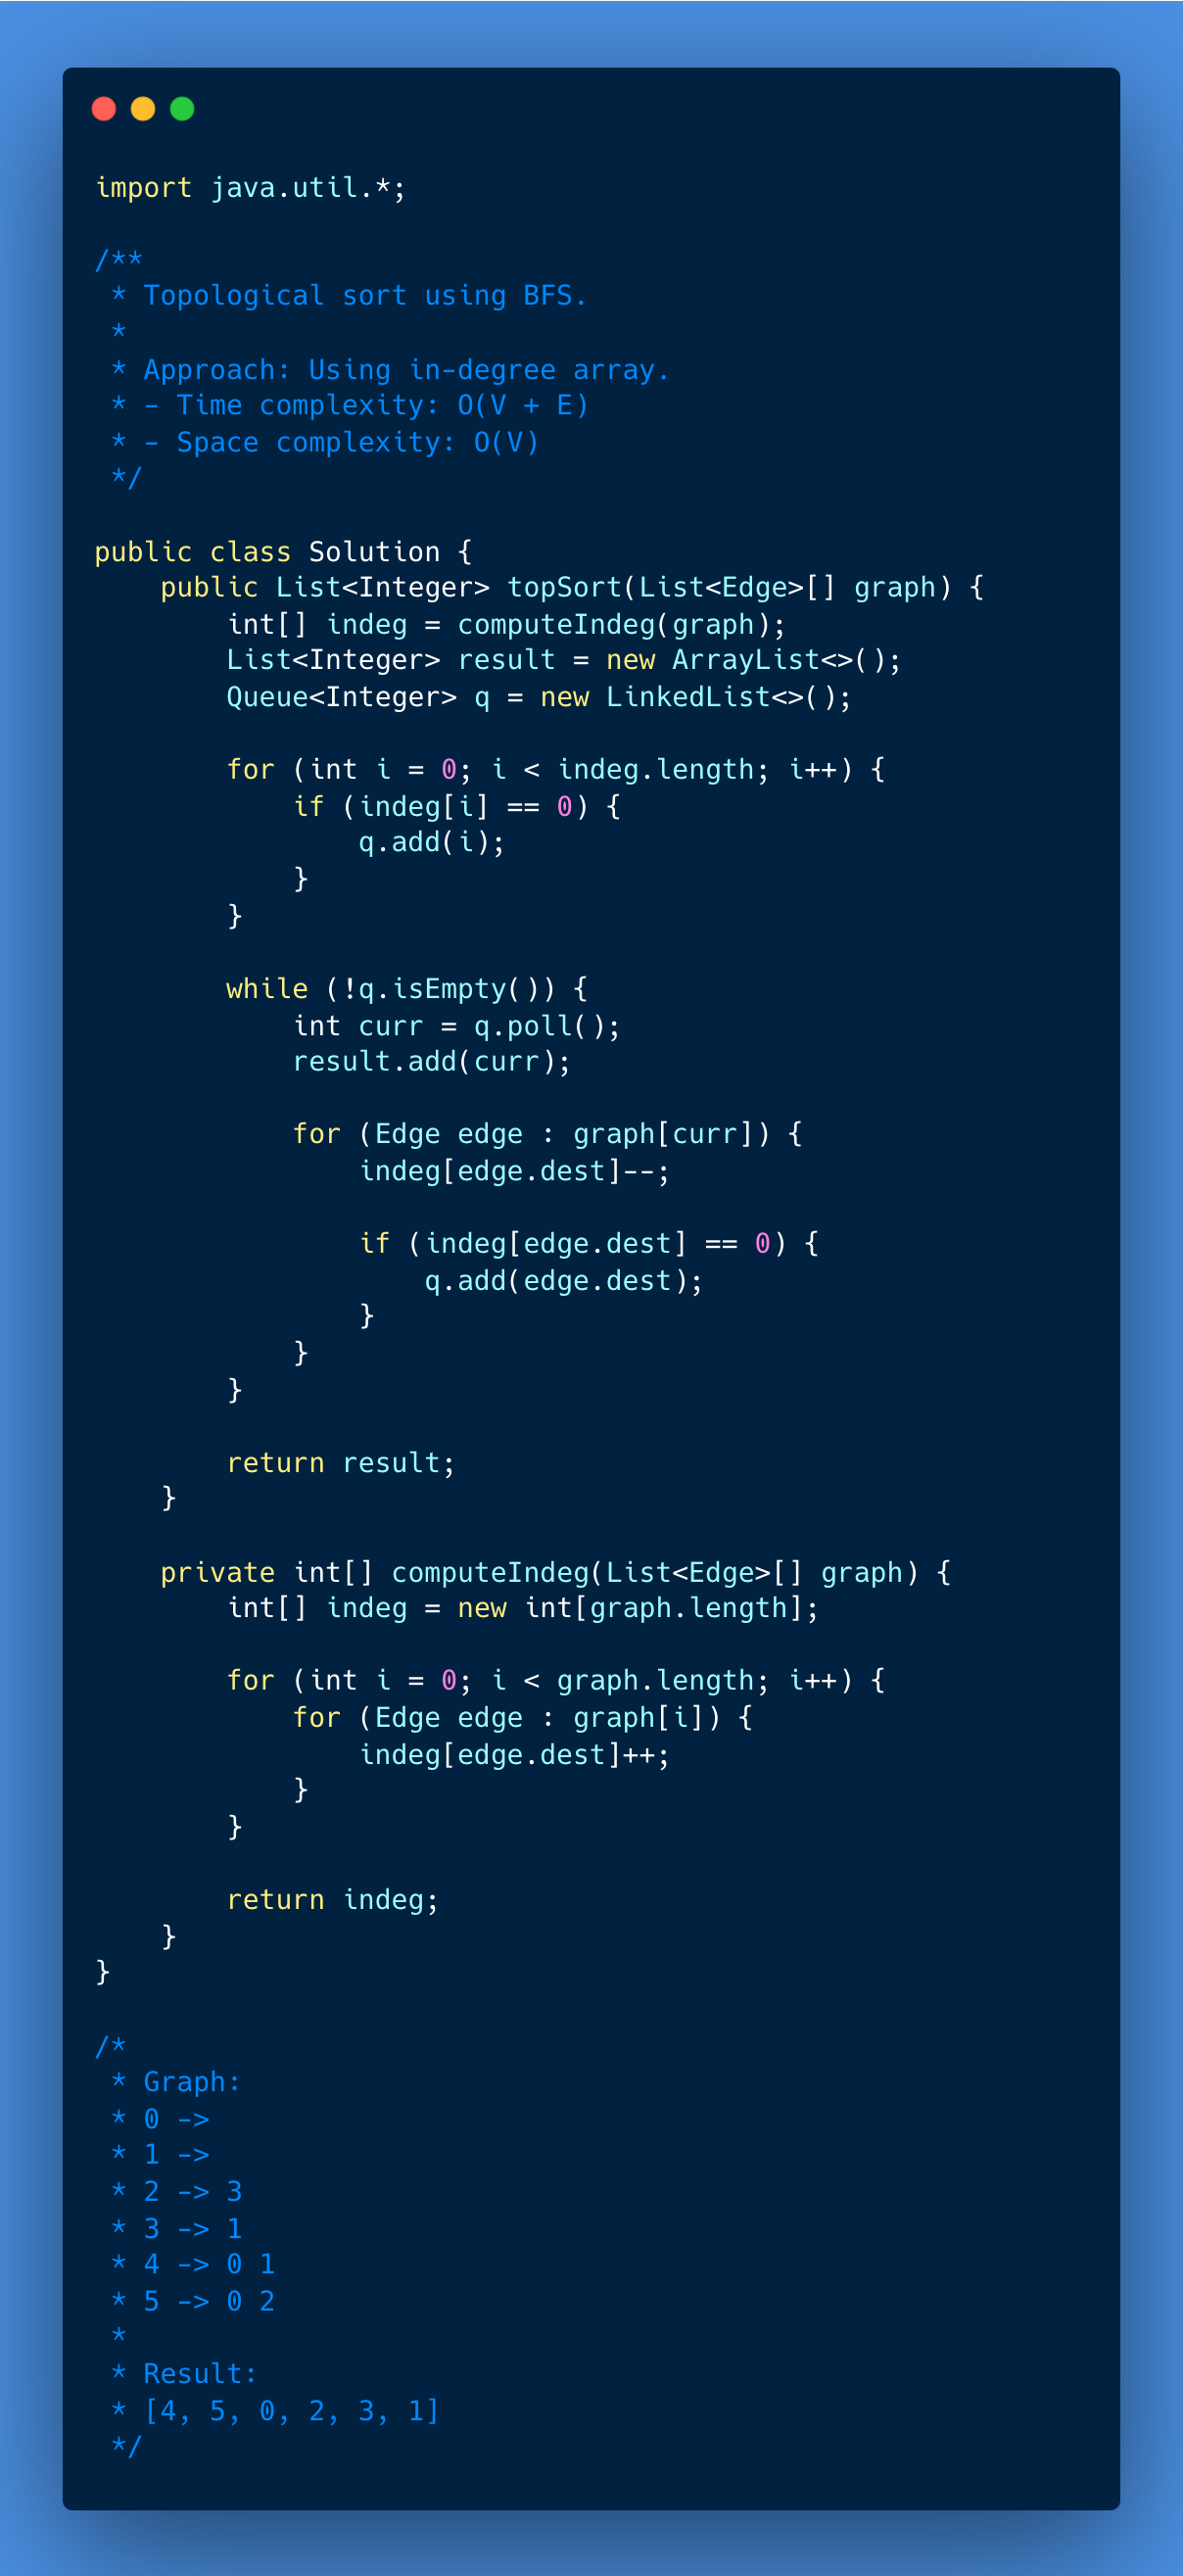 import java.util.*;

/**
 * Topological sort using BFS.
 *
 * Approach: Using in-degree array.
 * - Time complexity: O(V + E)
 * - Space complexity: O(V)
 */

public class Solution {
    public List<Integer> topSort(List<Edge>[] graph) {
        int[] indeg = computeIndeg(graph);
        List<Integer> result = new ArrayList<>();
        Queue<Integer> q = new LinkedList<>();

        for (int i = 0; i < indeg.length; i++) {
            if (indeg[i] == 0) {
                q.add(i);
            }
        }

        while (!q.isEmpty()) {
            int curr = q.poll();
            result.add(curr);

            for (Edge edge : graph[curr]) {
                indeg[edge.dest]--;

                if (indeg[edge.dest] == 0) {
                    q.add(edge.dest);
                }
            }
        }

        return result;
    }

    private int[] computeIndeg(List<Edge>[] graph) {
        int[] indeg = new int[graph.length];

        for (int i = 0; i < graph.length; i++) {
            for (Edge edge : graph[i]) {
                indeg[edge.dest]++;
            }
        }

        return indeg;
    }
}

/*
 * Graph:
 * 0 ->
 * 1 ->
 * 2 -> 3
 * 3 -> 1
 * 4 -> 0 1
 * 5 -> 0 2
 *
 * Result:
 * [4, 5, 0, 2, 3, 1]
 */